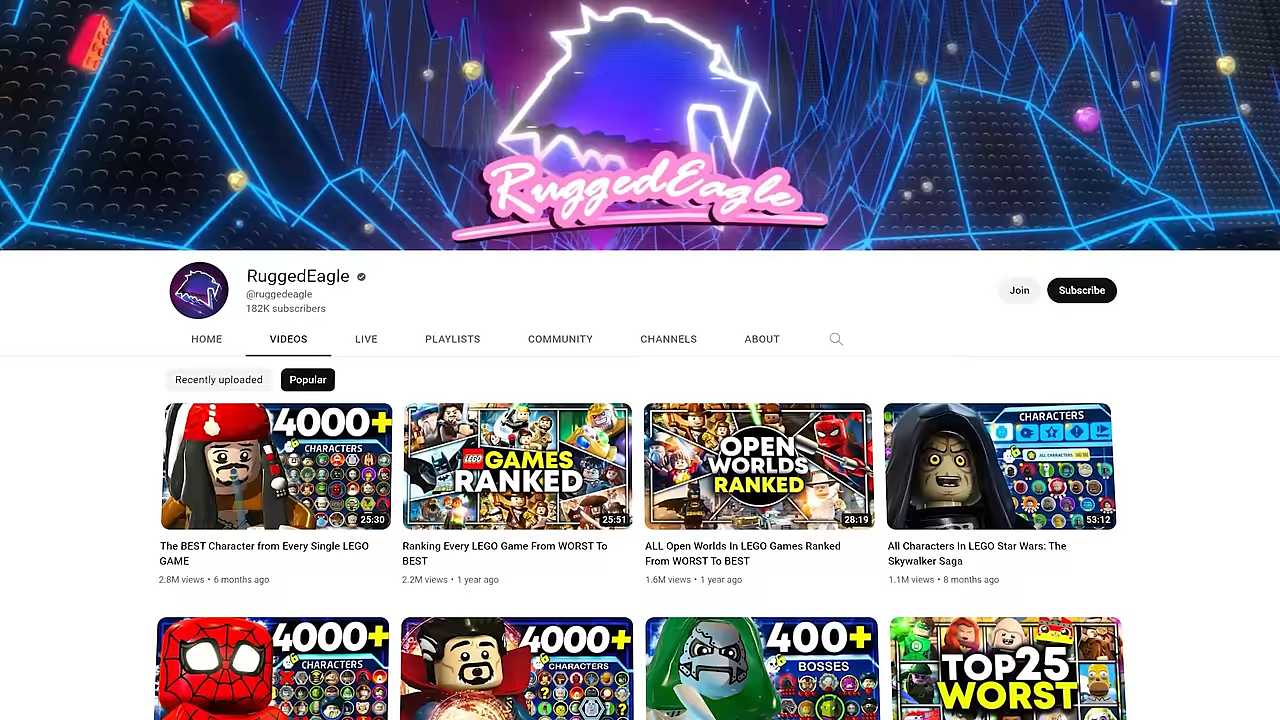 RuggedEagle
RuggedEagle
@ruggedeagle
182K subscribers
Join
Subscribe
HOME
VIDEOS
LIVE
PLAYLISTS
COMMUNITY
CHANNELS
ABOUT
Recently uploaded
Popular
4000+
CHARACTERS
25:30
LEGO GAMES
RANKED
25:51
OPEN
WORLDS
RANKED
28:19
CHARACTERS
ALL CHARACTERS
53:12
The BEST Character from Every Single LEGO
GAME
2.8M views • 6 months ago
Ranking Every LEGO Game From WORST To
BEST
2.2M views • 1 year ago
ALL Open Worlds In LEGO Games Ranked
From WORST To BEST
1.6M views • 1 year ago
All Characters In LEGO Star Wars: The
Skywalker Saga
1.1M views • 8 months ago
4000+
CHARACTERS
4000+
CHARACTERS
400+
BOSSES
TOP25
WORST